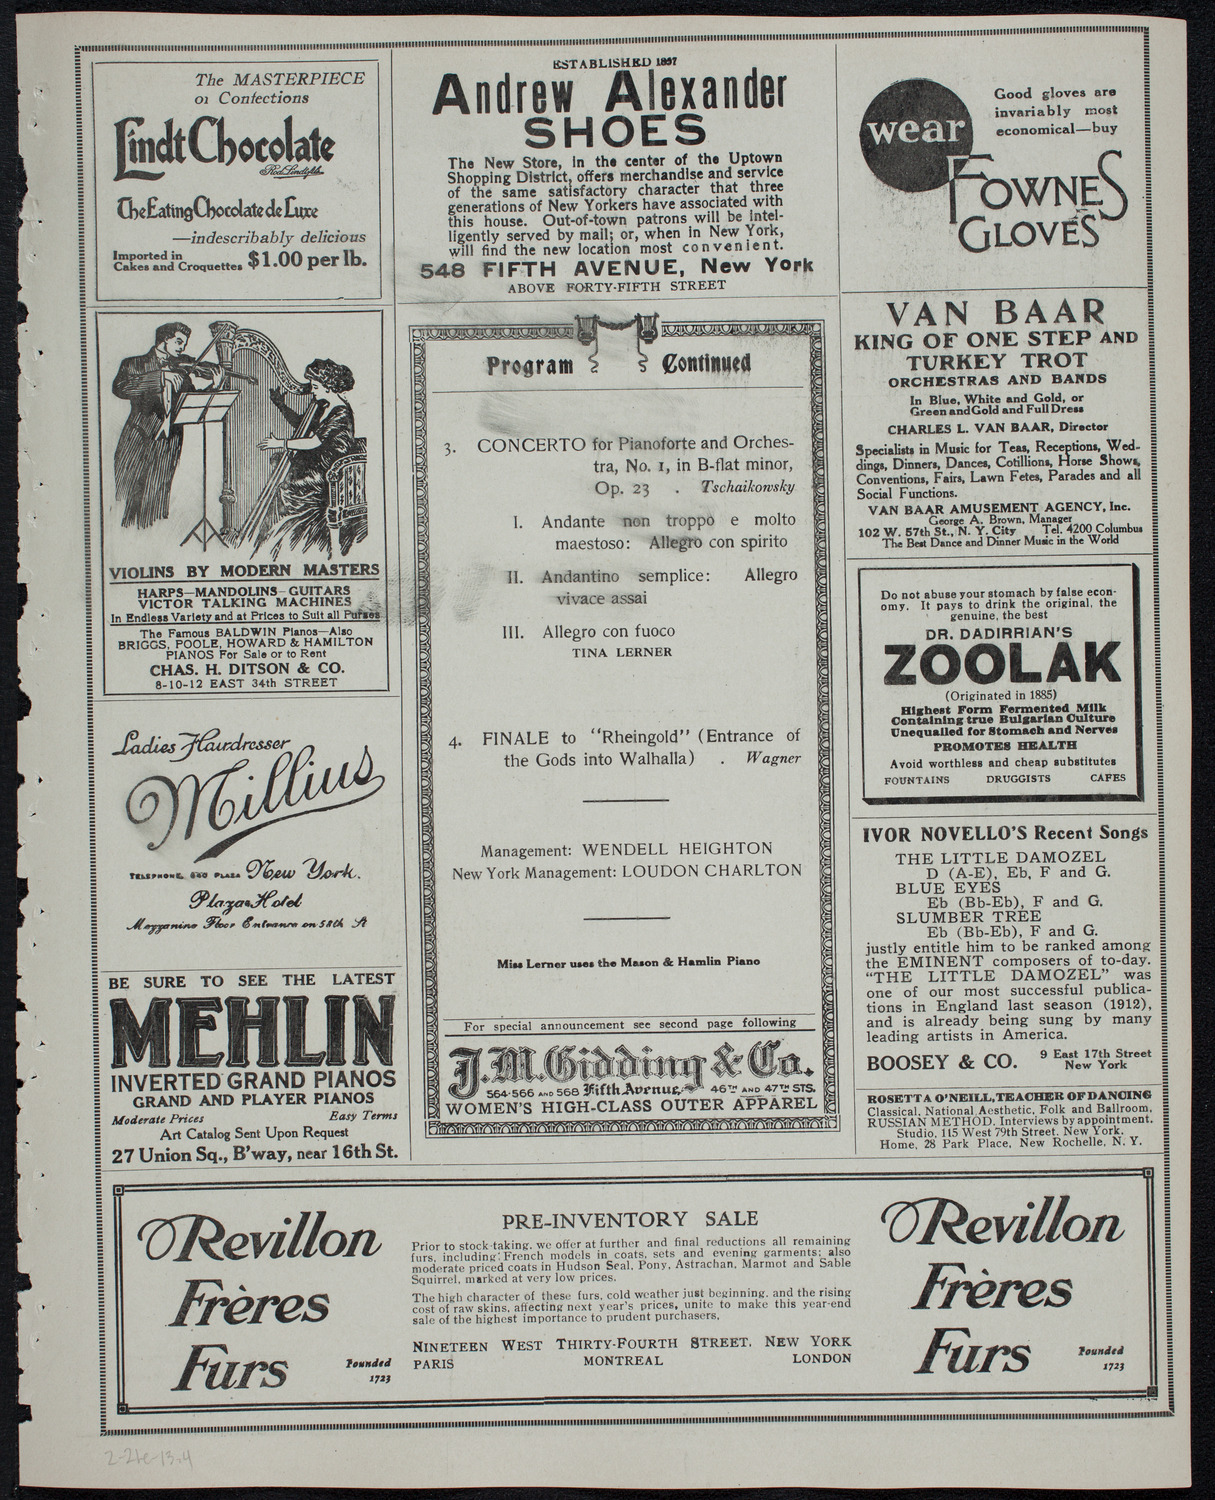 The MASTERPIECE
of Confections
Lindt Chocolate
The Eating Chocolate de Luxe
—indescribably delicious
Imported in
Cakes and Croquettes $1.00 per lb.
VIOLINS BY MODERN MASTERS
HARPS—MANDOLINS—GUITARS
VICTOR TALKING MACHINES
In Endless Variety and at Prices to Suit all Purses
The Famous BALDWIN Pianos—Also
BRIGGS, POOLE, HOWARD & HAMILTON
PIANOS For Sale or to Rent
CHAS. H. DITSON & CO.
8-10-12 EAST 34th STREET
Ladies Hairdresser
Millius
TELEPHONE, 640 PLAZA New York.
Plaza Hotel
Mezzanine Floor Entrance on 58th St
BE SURE TO SEE THE LATEST
MEHLIN
INVERTED GRAND PIANOS
GRAND AND PLAYER PIANOS
Moderate Prices Easy Terms
Art Catalog Sent Upon Request
27 Union Sq., B'way, near 16th St.
ESTABLISHED 1857
Andrew Alexander
SHOES
The New Store, in the center of the Uptown
Shopping District, offers merchandise and service
of the same satisfactory character that three
generations of New Yorkers have associated with
this house. Out-of-town patrons will be intel-
ligently served by mail; or, when in New York,
will find the new location most convenient.
548 FIFTH AVENUE, New York
ABOVE FORTY-FIFTH STREET
Program Continued
3. CONCERTO for Pianoforte and Orches-
tra, No. 1, in B-flat minor,
Op. 23 . Tschaikowsky
I. Andante non troppo e molto
maestoso: Allegro con spirito
II. Andantino semplice: Allegro
vivace assai
III. Allegro con fuoco
TINA LERNER
4. FINALE to "Rheingold" (Entrance of
the Gods into Walhalla) . Wagner
Management: WENDELL HEIGHTON
New York Management: LOUDON CHARLTON
Miss Lerner uses the Mason & Hamlin Piano
For special announcement see second page following
J. M. Gidding & Co.
564-566 AND 568 Fifth Avenue, 46TH AND 47TH STS.
WOMEN'S HIGH-CLASS OUTER APPAREL
Good gloves are
invariably most
economical—buy
wear
FOWNES
GLOVES
VAN BAAR
KING OF ONE STEP AND
TURKEY TROT
ORCHESTRAS AND BANDS
In Blue, White and Gold, or
Green and Gold and Full Dress
CHARLES L. VAN BAAR, Director
Specialists in Music for Teas, Receptions, Wed-
dings, Dinners, Dances, Cotillions, Horse Shows,
Conventions, Fairs, Lawn Fetes, Parades and all
Social Functions.
VAN BAAR AMUSEMENT AGENCY, Inc.
George A. Brown, Manager
102 W. 57th St., N. Y. City Tel. 4200 Columbus
The Best Dance and Dinner Music in the World
Do not abuse your stomach by false econ-
omy. It pays to drink the original, the
genuine, the best
DR. DADIRRIAN'S
ZOOLAK
(Originated in 1885)
Highest Form Fermented Milk
Containing true Bulgarian Culture
Unequalled for Stomach and Nerves
PROMOTES HEALTH
Avoid worthless and cheap substitutes
FOUNTAINS DRUGGISTS CAFES
IVOR NOVELLO'S Recent Songs
THE LITTLE DAMOZEL
D (A-E), Eb, F and G.
BLUE EYES
Eb (Bb-Eb), F and G.
SLUMBER TREE
Eb (Bb-Eb), F and G.
justly entitle him to be ranked among
the EMINENT composers of to-day.
"THE LITTLE DAMOZEL" was
one of our most successful publica-
tions in England last season (1912),
and is already being sung by many
leading artists in America.
BOOSEY & CO. 9 East 17th Street
New York
ROSETTA O'NEILL, TEACHER OF DANCING
Classical, National, Aesthetic, Folk and Ballroom,
RUSSIAN METHOD. Interviews by appointment.
Studio, 115 West 79th Street, New York.
Home, 28 Park Place, New Rochelle, N. Y.
Revillon
Frères
Furs
Founded
1723
PRE-INVENTORY SALE
Prior to stock-taking, we offer at further and final reductions all remaining
furs, including French models in coats, sets and evening garments; also
moderate priced coats in Hudson Seal, Pony, Astrachan, Marmot and Sable
Squirrel, marked at very low prices.
The high character of these furs, cold weather just beginning, and the rising
cost of raw skins, affecting next year's prices, unite to make this year-end
sale of the highest importance to prudent purchasers.
NINETEEN WEST THIRTY-FOURTH STREET, NEW YORK
PARIS MONTREAL LONDON
Revillon
Frères
Furs
Founded
1723